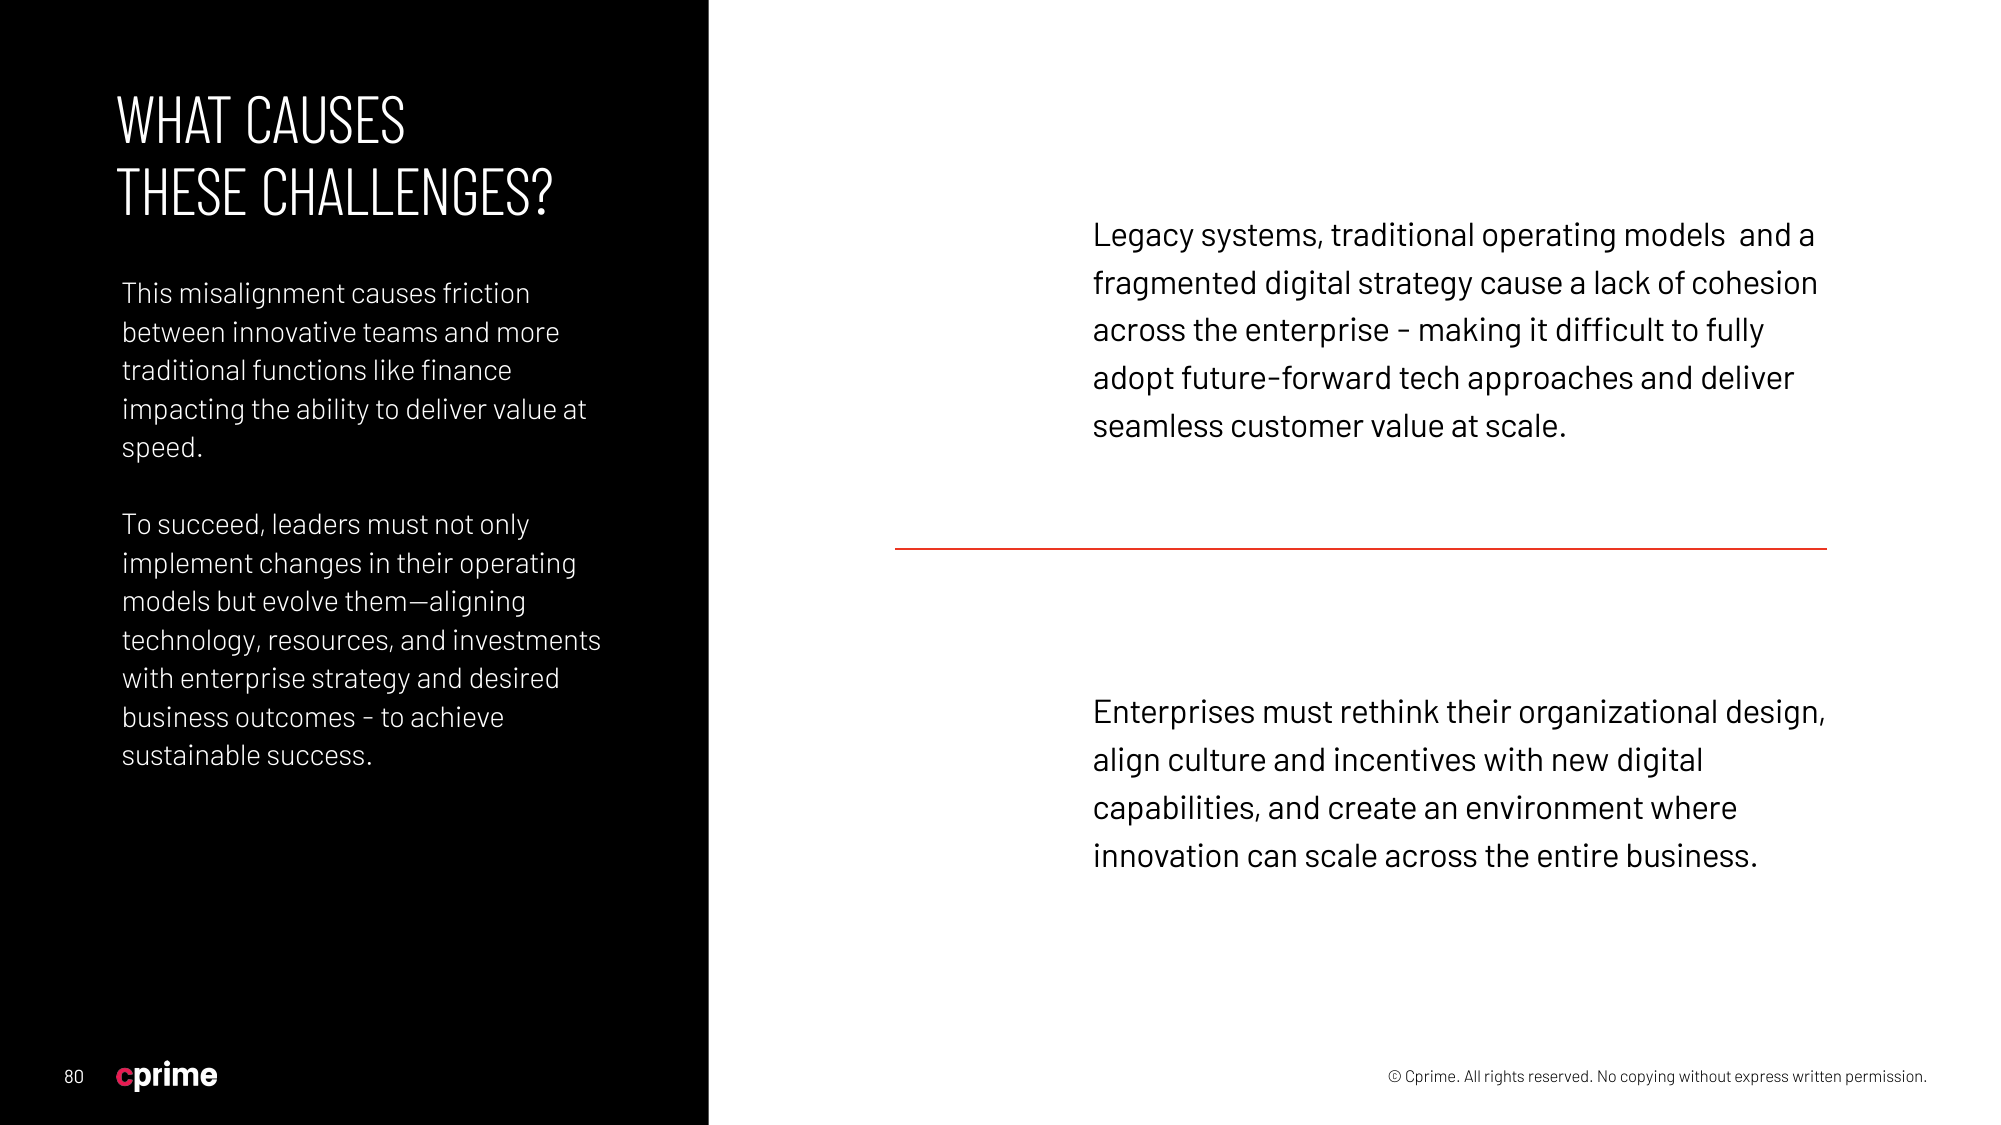 WHAT CAUSES
THESE CHALLENGES?
This misalignment causes friction
between innovative teams and more
traditional functions like finance
impacting the ability to deliver value at
speed.
To succeed, leaders must not only
implement changes in their operating
models but evolve them—aligning
technology, resources, and investments
with enterprise strategy and desired
business outcomes - to achieve
sustainable success.
Legacy systems, traditional operating models  and a
fragmented digital strategy cause a lack of cohesion
across the enterprise - making it difficult to fully
adopt future-forward tech approaches and deliver
seamless customer value at scale.
Enterprises must rethink their organizational design,
align culture and incentives with new digital
capabilities, and create an environment where
innovation can scale across the entire business.
80
cprime
© Cprime. All rights reserved. No copying without express written permission.